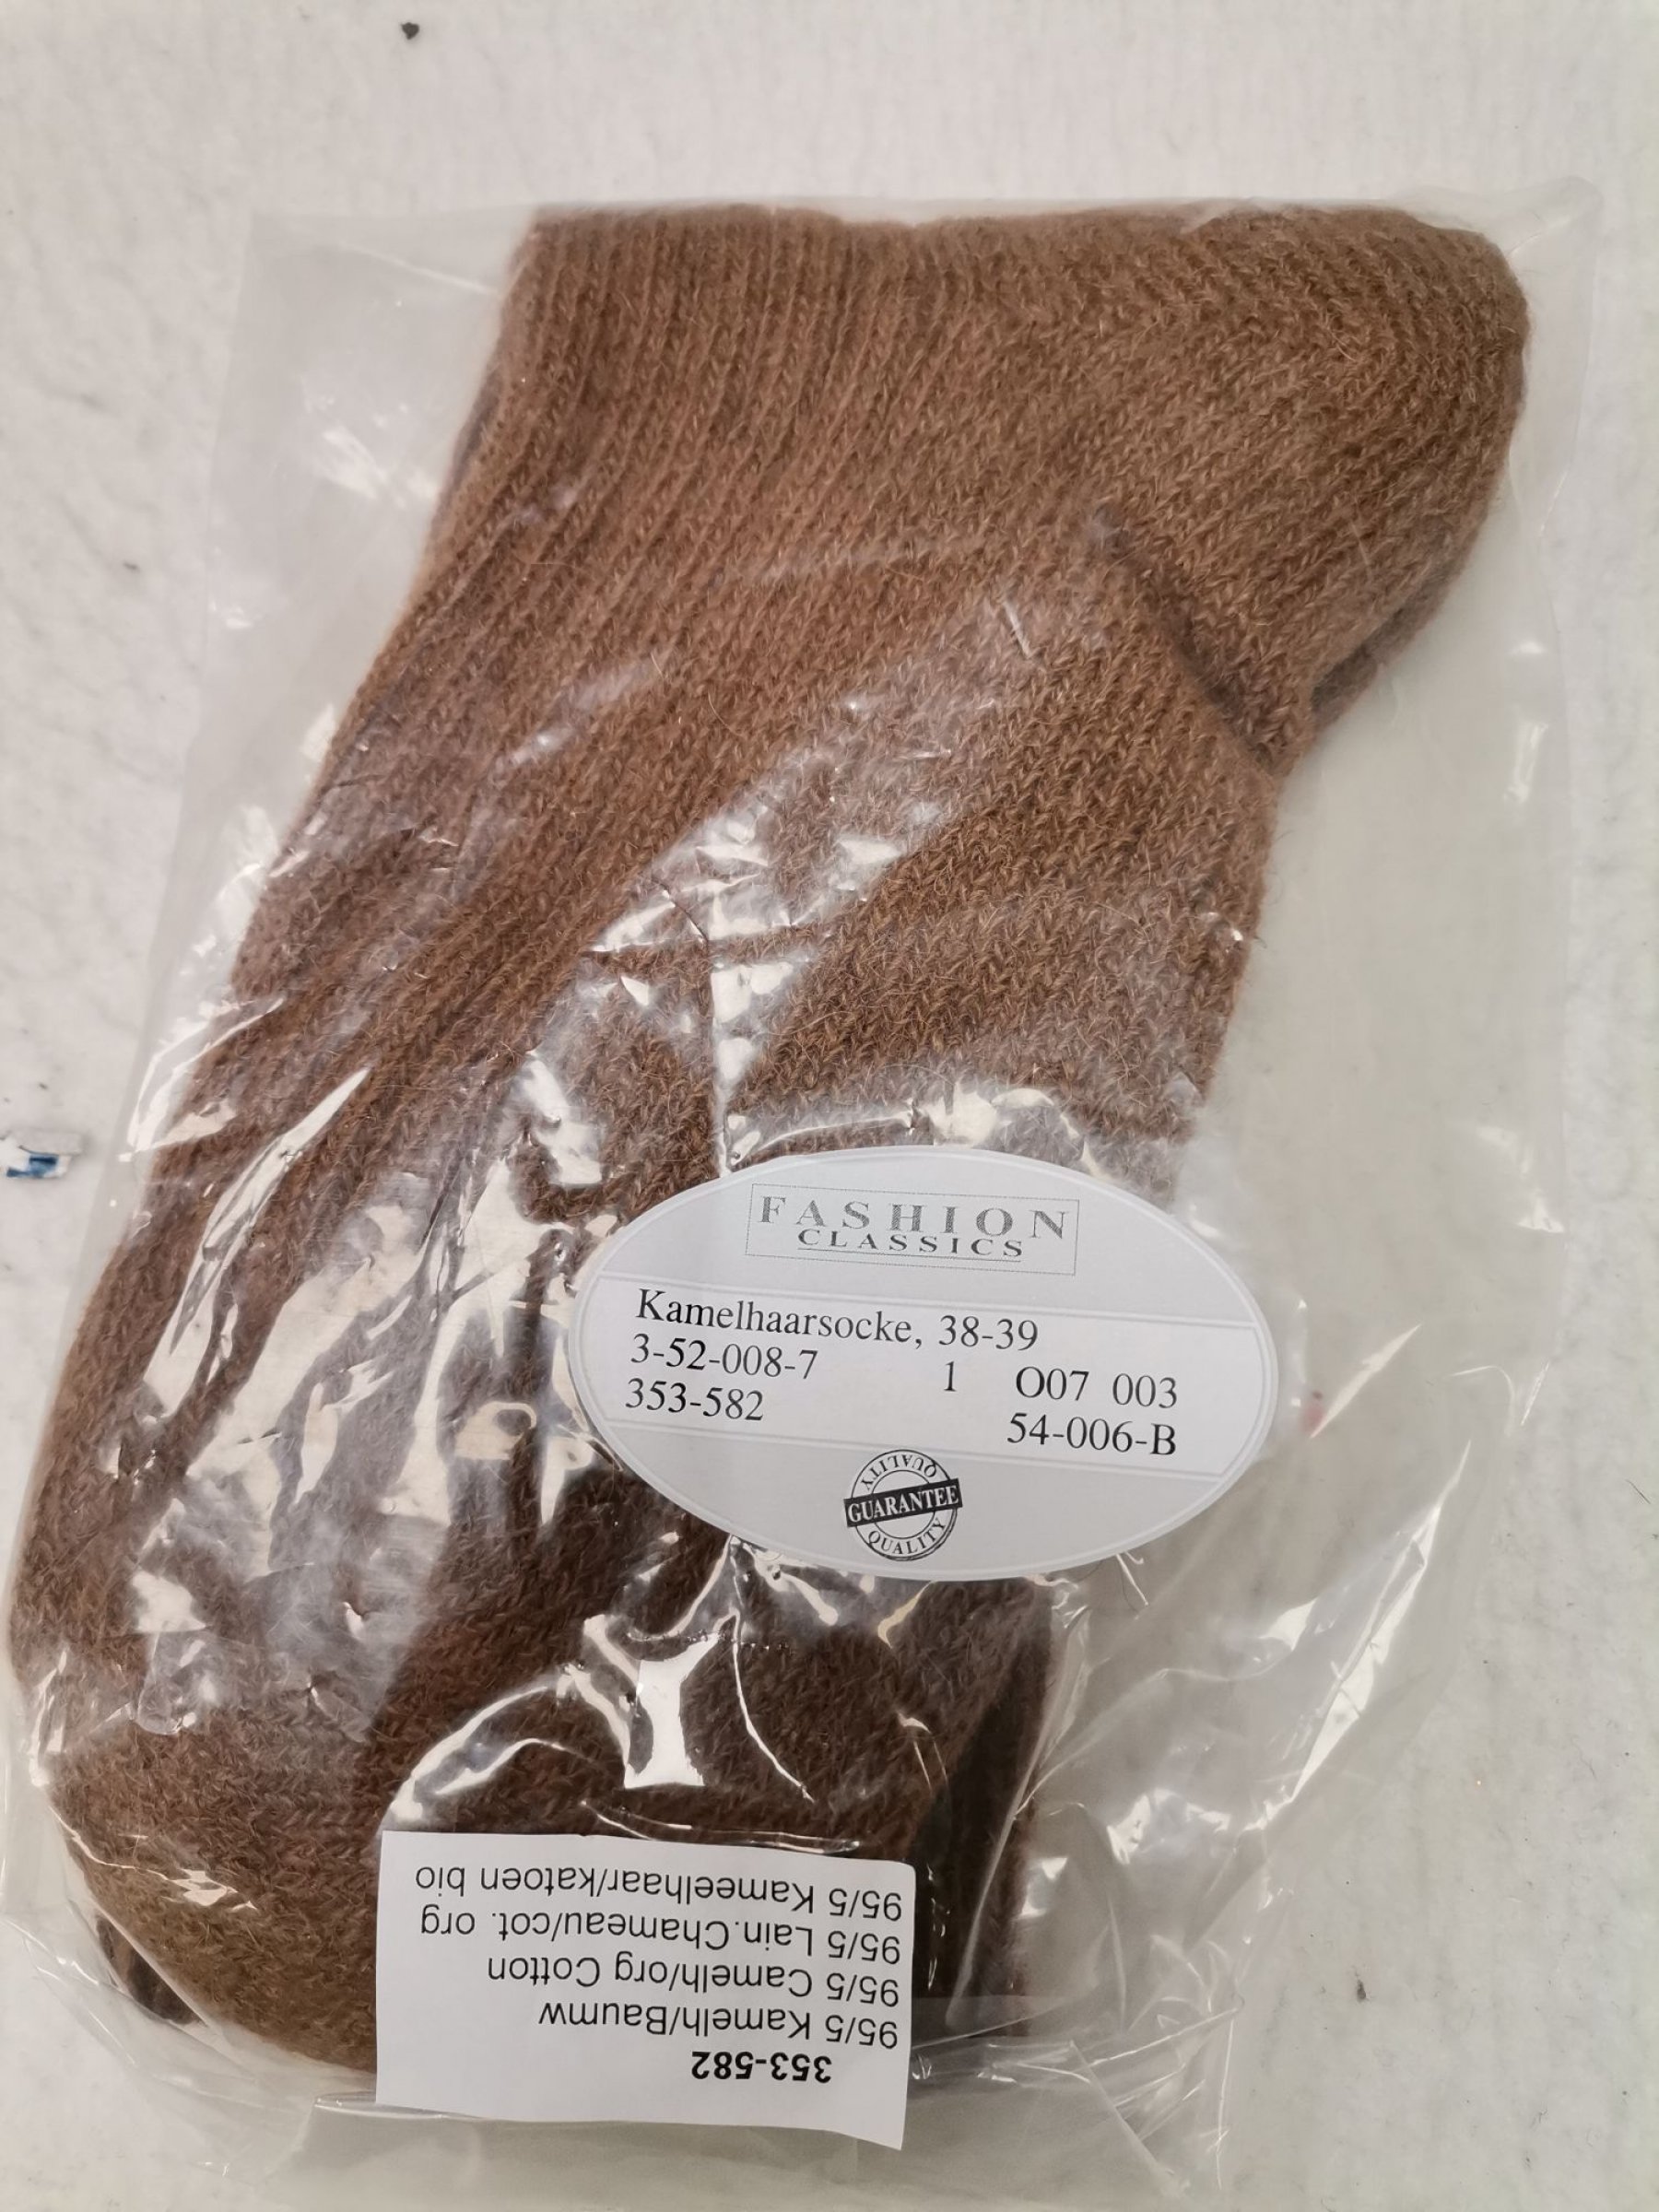 FASHION
CLASSICS
Kamelhaarsocke, 38-39
3-52-008-7 1 O07 003
353-582 54-006-B
QUALITY
GUARANTEE
QUALITY
353-582
95/5 Kamelh/Baumw
95/5 Camelh/org Cotton
95/5 Lain.Chameau/cot. org
95/5 Kameelhaar/katoen bio